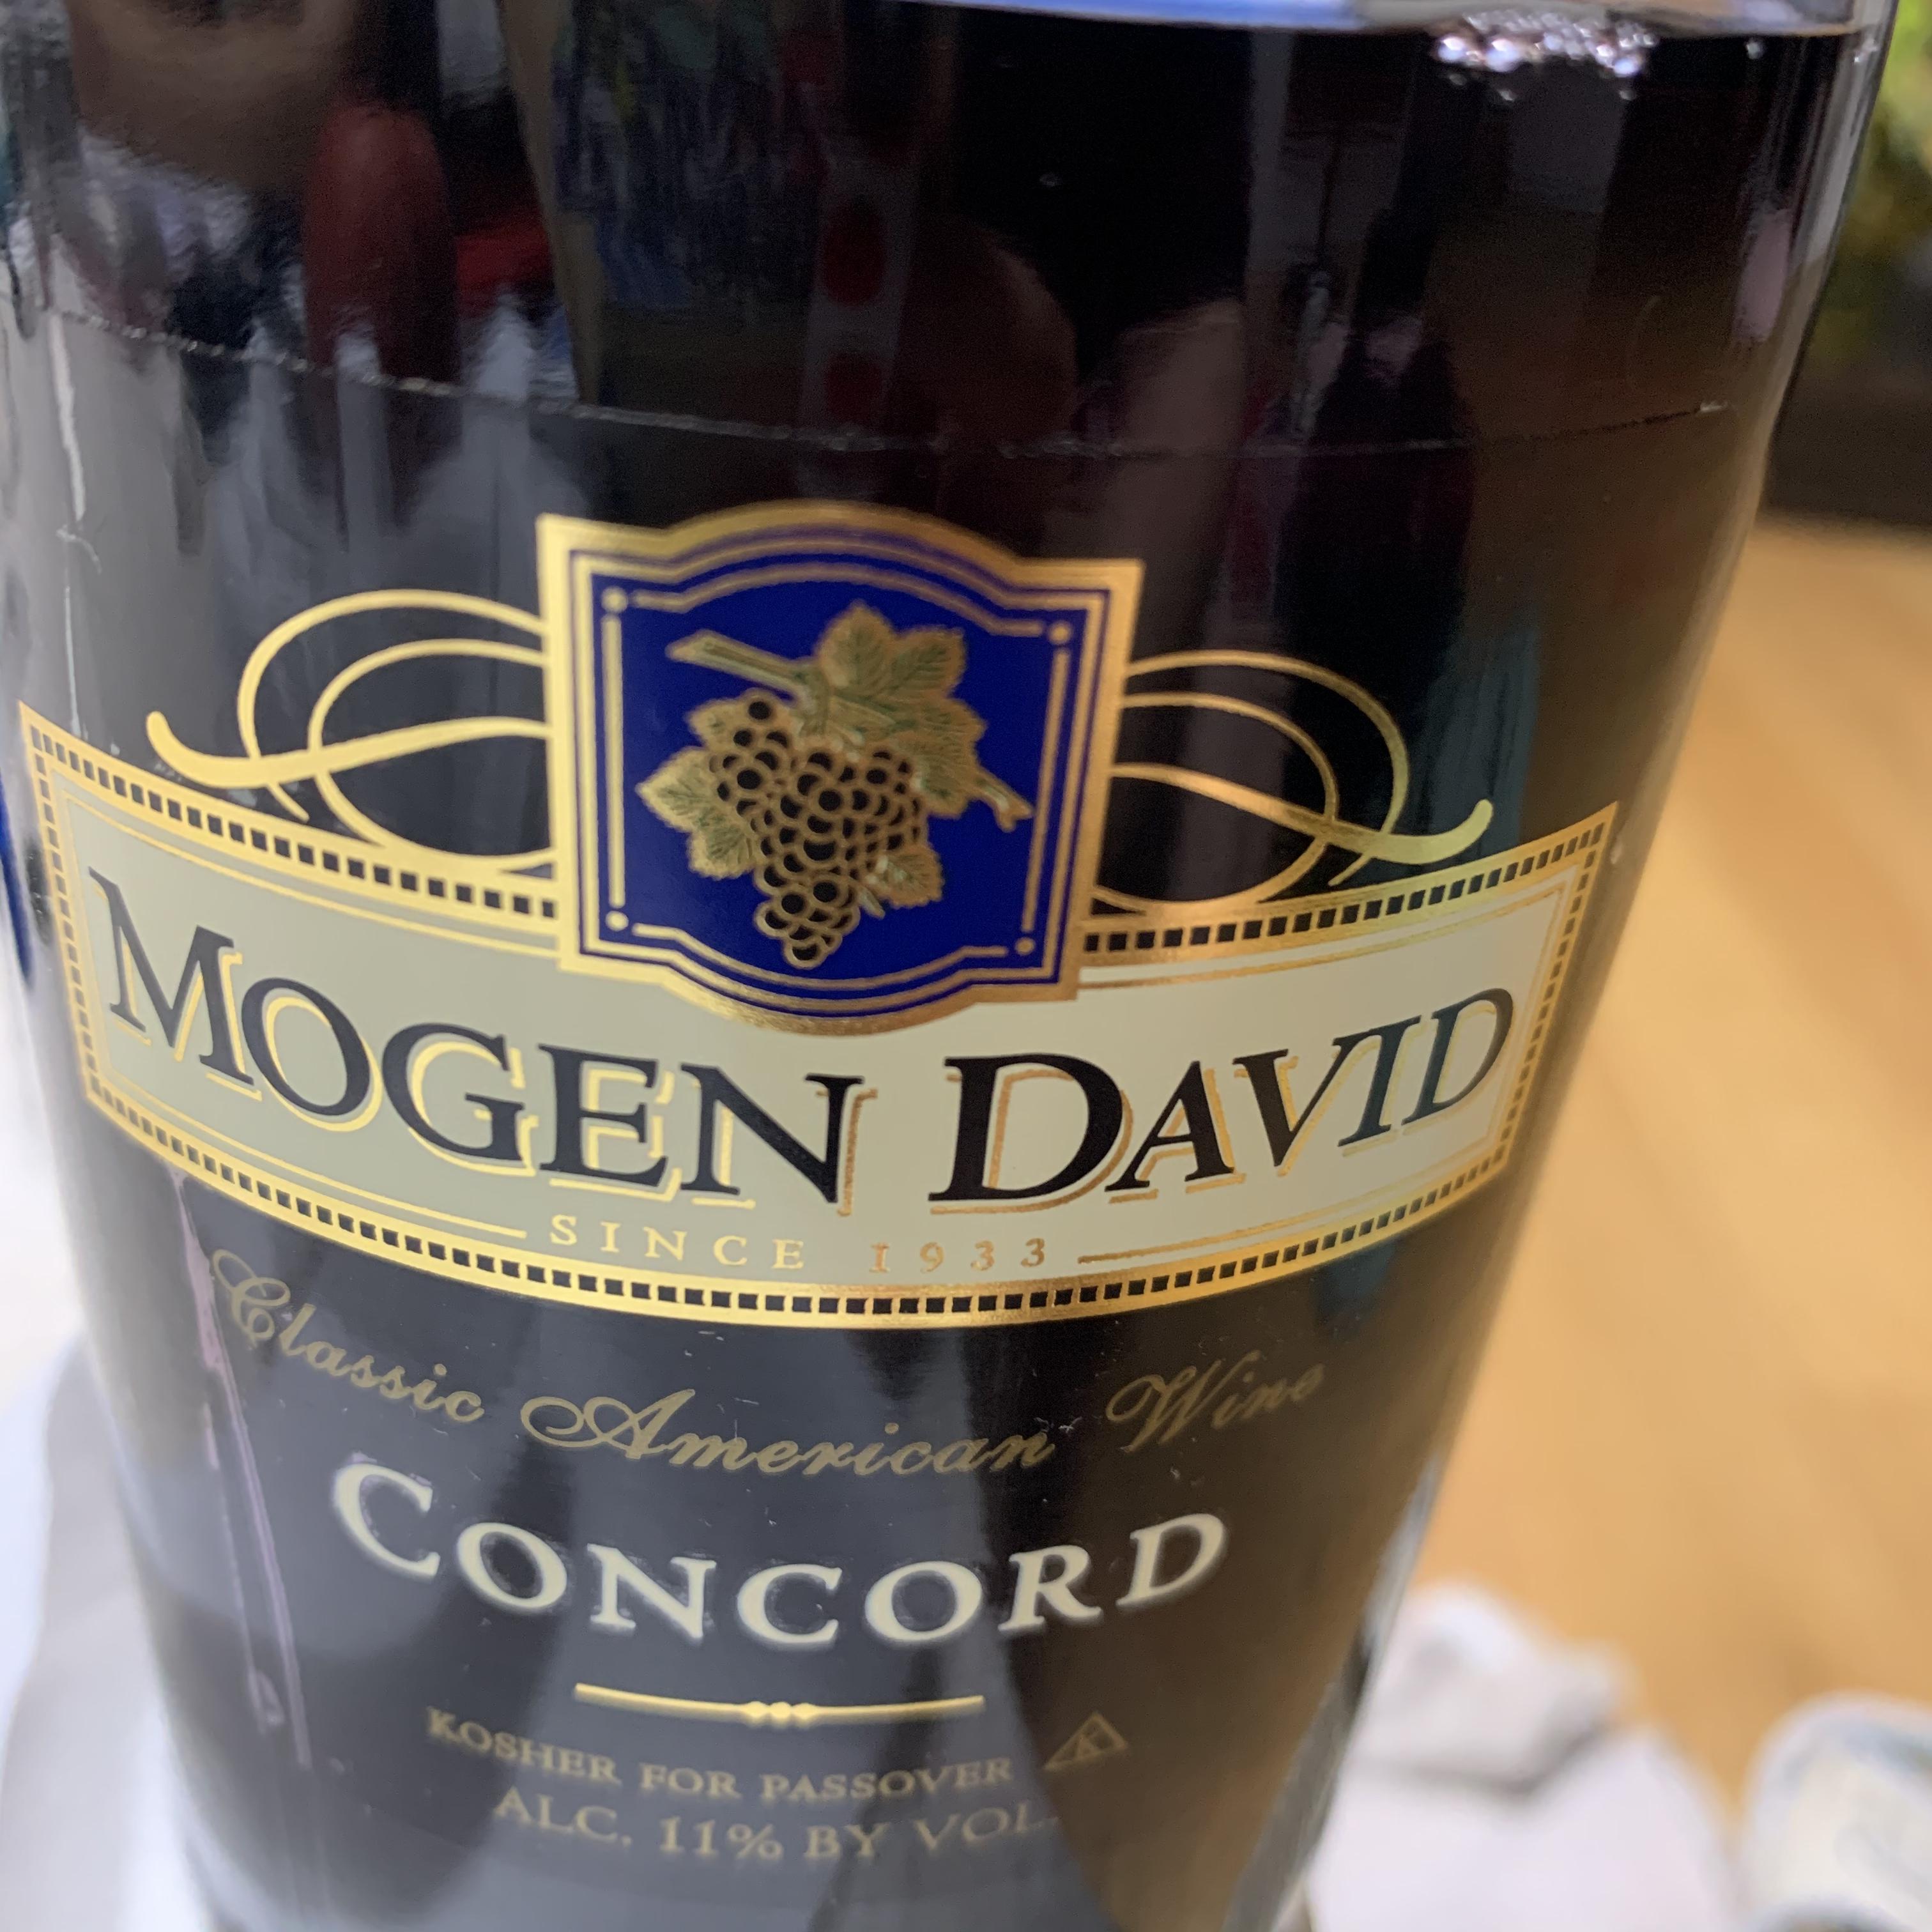 MOGEN DAVID
SINCE 1933
Classic American Wine
CONCORD
KOSHER FOR PASSOVER K
ALC. 11% BY VOL.